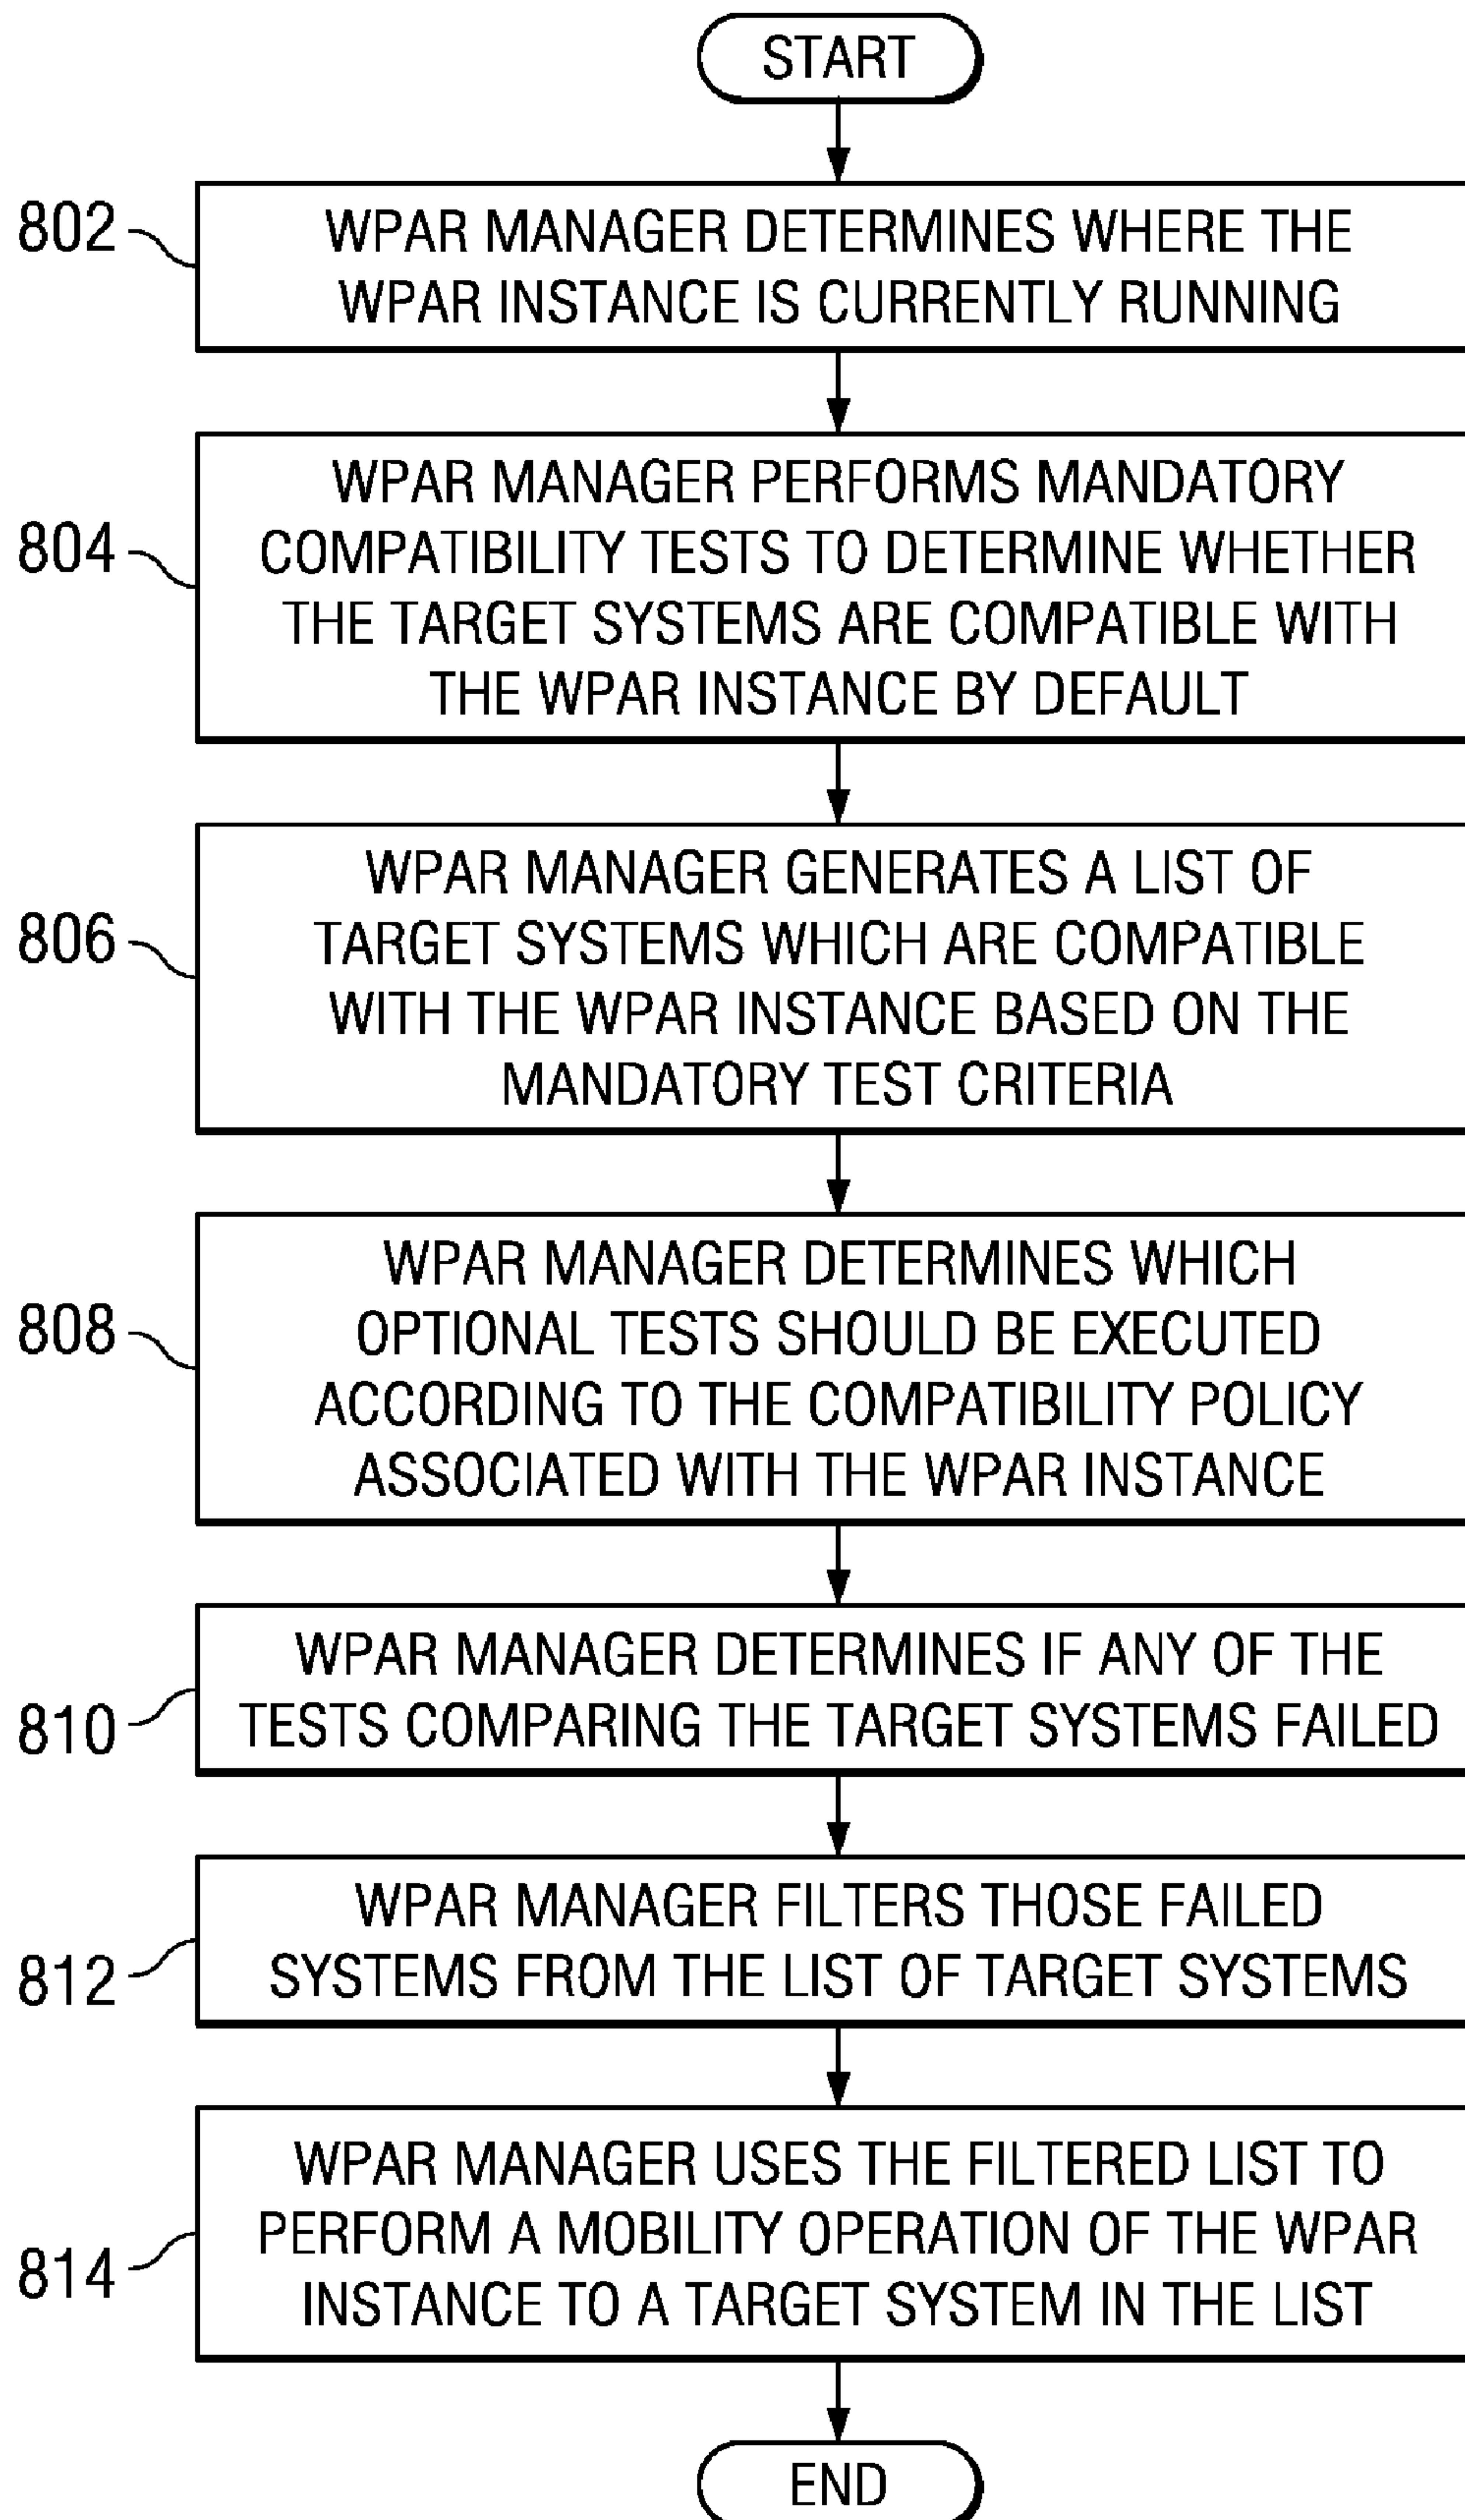 START
802
WPAR MANAGER DETERMINES WHERE THE
WPAR INSTANCE IS CURRENTLY RUNNING
804
WPAR MANAGER PERFORMS MANDATORY
COMPATIBILITY TESTS TO DETERMINE WHETHER
THE TARGET SYSTEMS ARE COMPATIBLE WITH
THE WPAR INSTANCE BY DEFAULT
806
WPAR MANAGER GENERATES A LIST OF
TARGET SYSTEMS WHICH ARE COMPATIBLE
WITH THE WPAR INSTANCE BASED ON THE
MANDATORY TEST CRITERIA
808
WPAR MANAGER DETERMINES WHICH
OPTIONAL TESTS SHOULD BE EXECUTED
ACCORDING TO THE COMPATIBILITY POLICY
ASSOCIATED WITH THE WPAR INSTANCE
810
WPAR MANAGER DETERMINES IF ANY OF THE
TESTS COMPARING THE TARGET SYSTEMS FAILED
812
WPAR MANAGER FILTERS THOSE FAILED
SYSTEMS FROM THE LIST OF TARGET SYSTEMS
814
WPAR MANAGER USES THE FILTERED LIST TO
PERFORM A MOBILITY OPERATION OF THE WPAR
INSTANCE TO A TARGET SYSTEM IN THE LIST
END